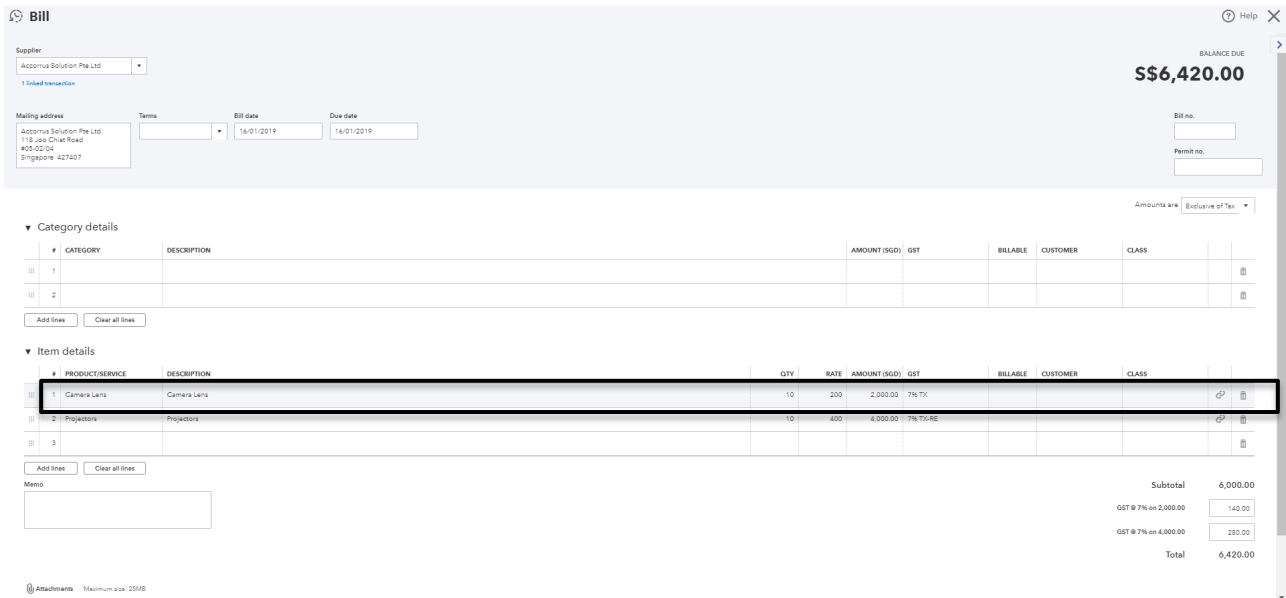 Bill
Help
Supplier
Accorrus Solution Pte Ltd
1 linked transaction
BALANCE DUE
S$6,420.00
Mailing address Terms Bill date Due date Bill no.
Accorrus Solution Pte Ltd 16/01/2019 16/01/2019
118 Joo Chiat Road
#05-02/04
Singapore 427407
Permit no.
Amounts are Exclusive of Tax
Category details
# CATEGORY DESCRIPTION AMOUNT (SGD) GST BILLABLE CUSTOMER CLASS
1
2
Add lines Clear all lines
Item details
# PRODUCT/SERVICE DESCRIPTION QTY RATE AMOUNT (SGD) GST BILLABLE CUSTOMER CLASS
1 Camera Lens Camera Lens 10 200 2,000.00 7% TX
2 Projectors Projectors 10 400 4,000.00 7% TX-RE
3
Add lines Clear all lines
Memo
Subtotal 6,000.00
GST @ 7% on 2,000.00 140.00
GST @ 7% on 4,000.00 280.00
Total 6,420.00
Attachments Maximum size: 25MB